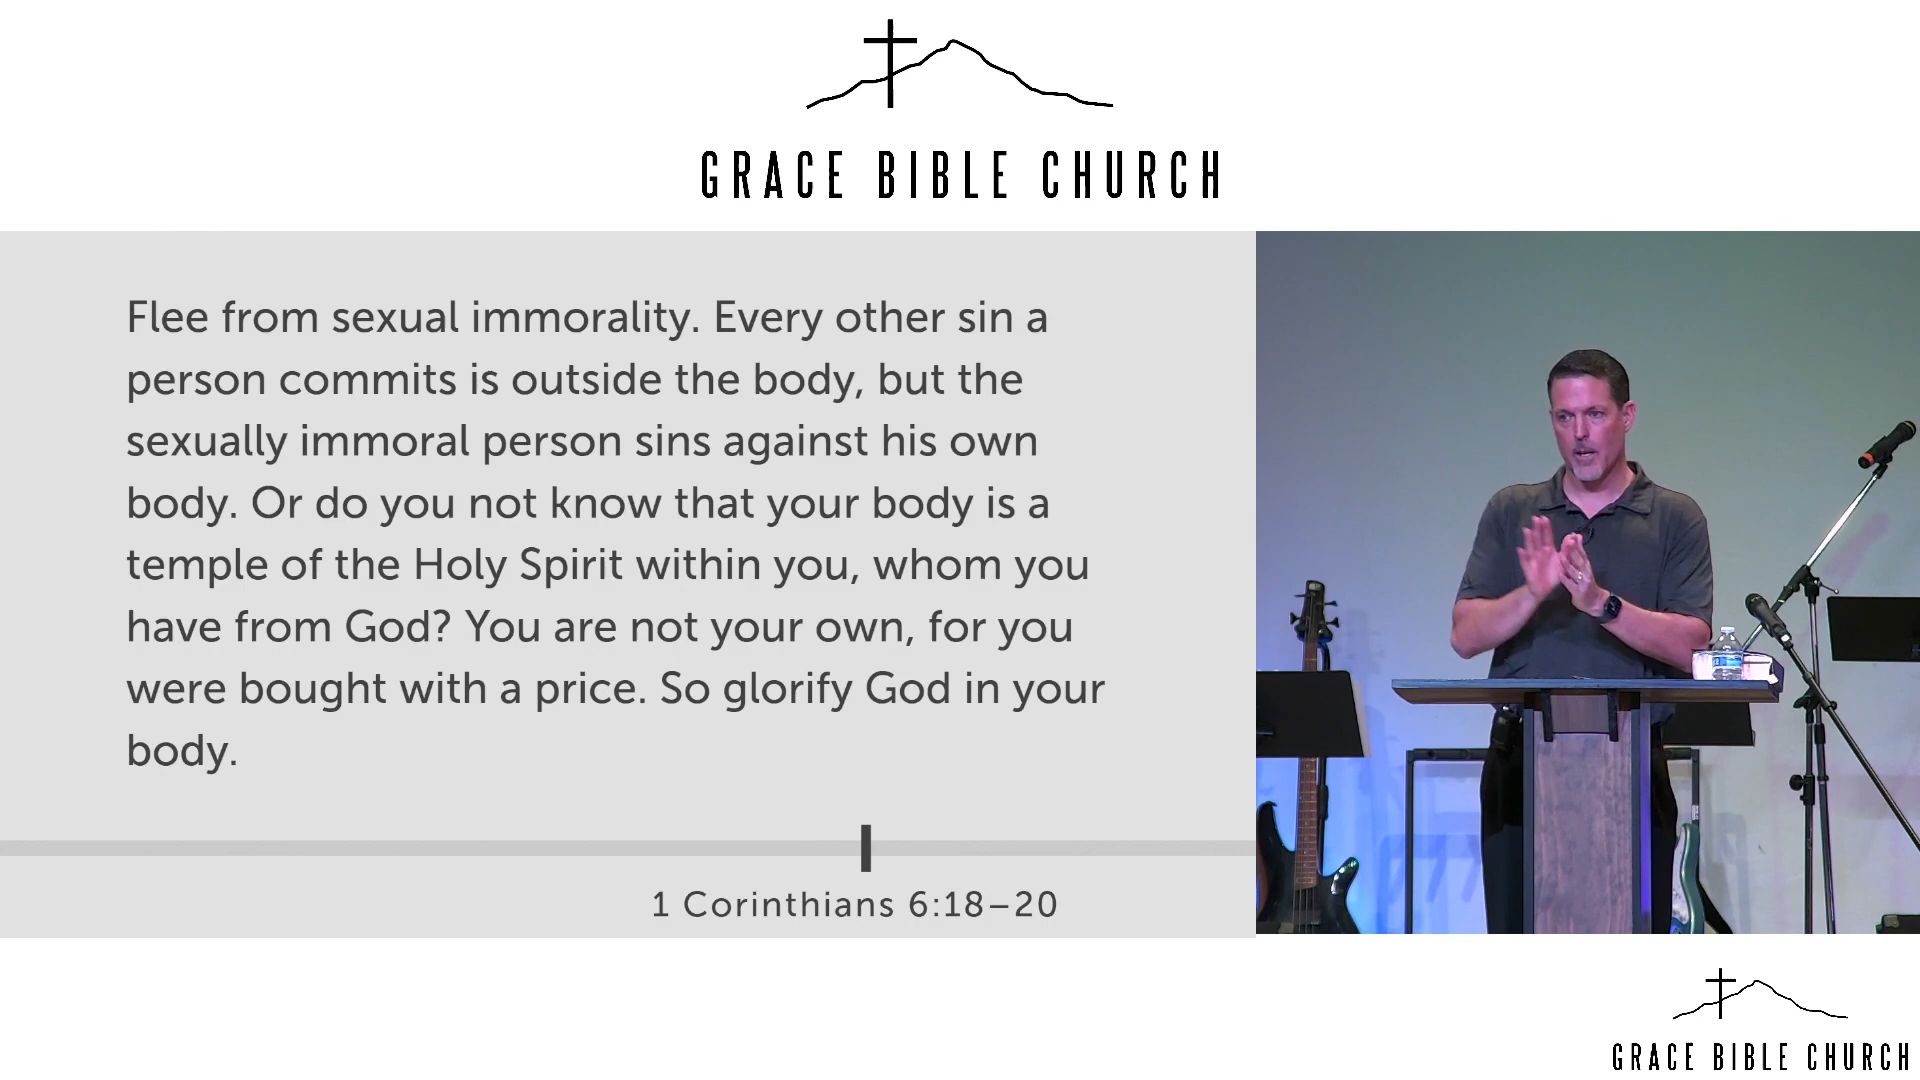 GRACE BIBLE CHURCH
Flee from sexual immorality. Every other sin a
person commits is outside the body, but the
sexually immoral person sins against his own
body. Or do you not know that your body is a
temple of the Holy Spirit within you, whom you
have from God? You are not your own, for you
were bought with a price. So glorify God in your
body.
1 Corinthians 6:18–20
GRACE BIBLE CHURCH